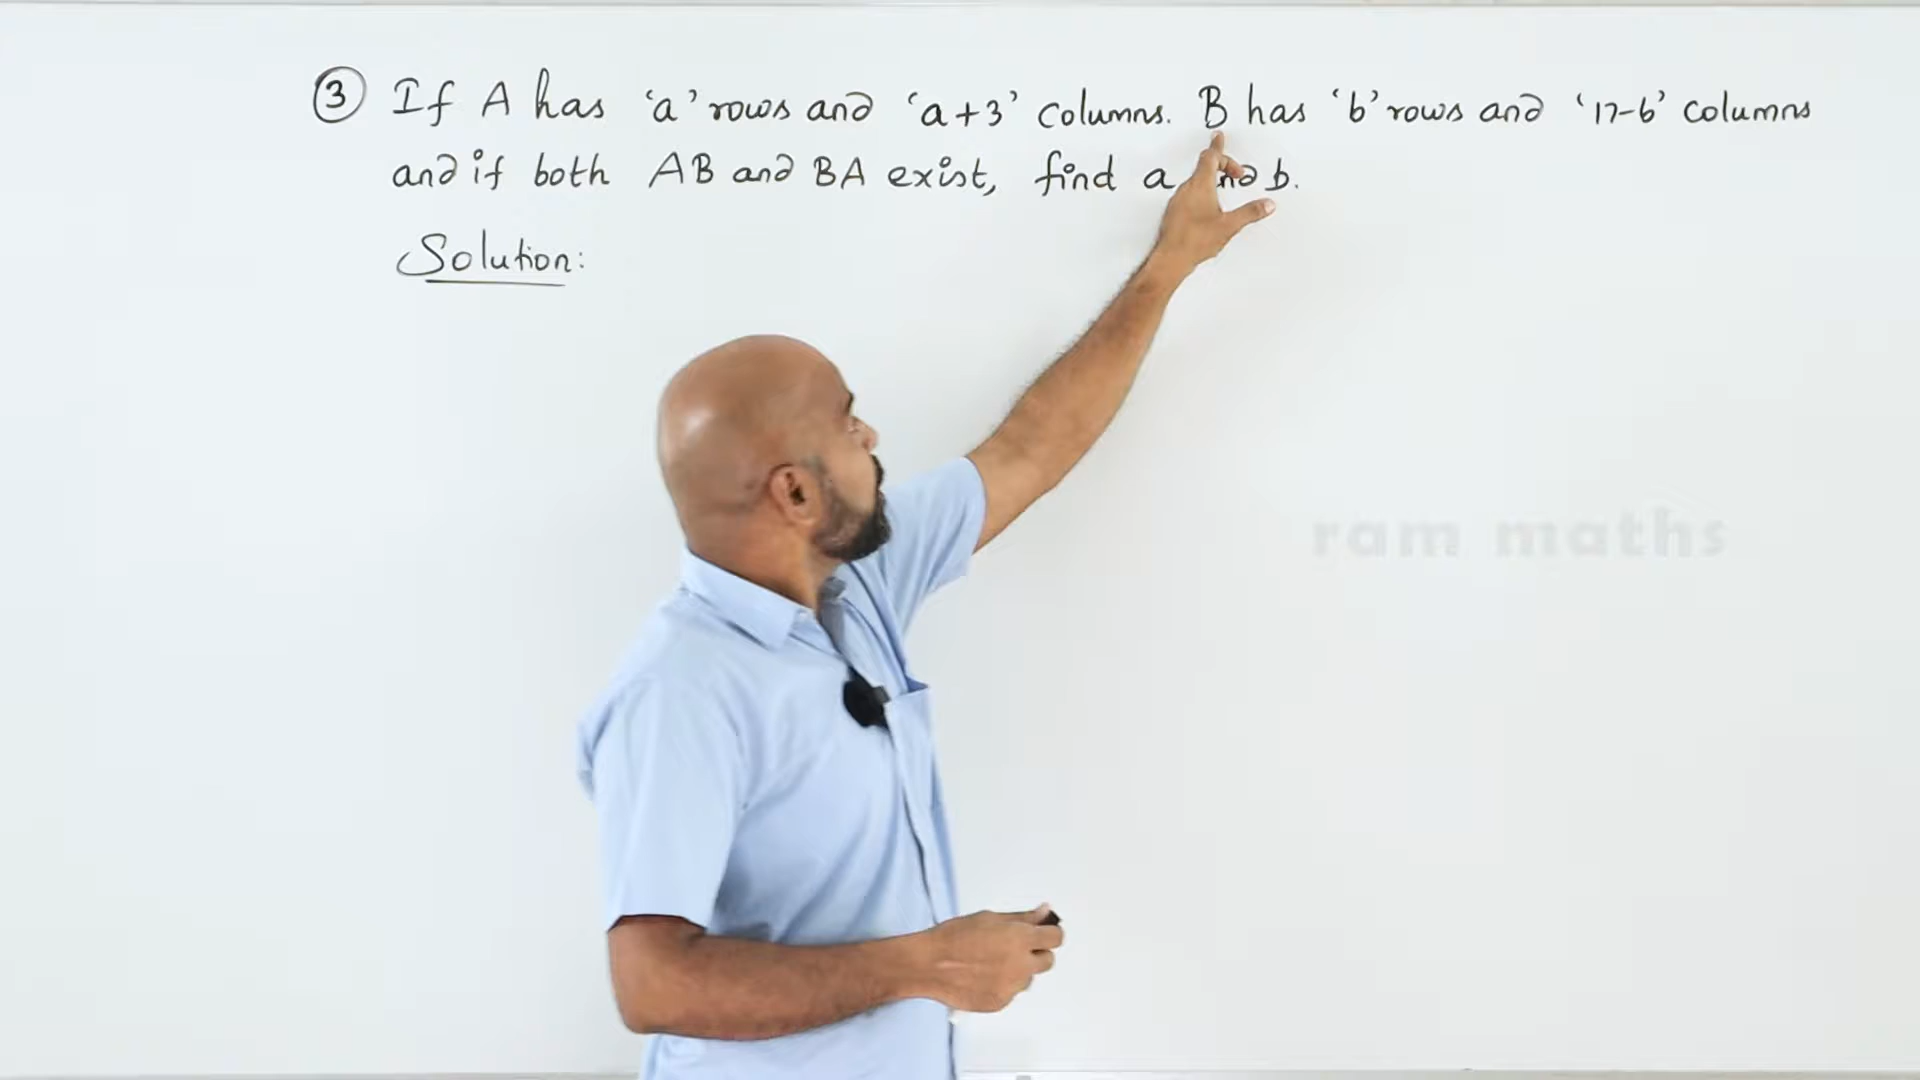 3 If A has 'a' rows and 'a+3' columns. B has 'b' rows and '17-b' columns
and if both AB and BA exist, find a b.
Solution:
ram maths